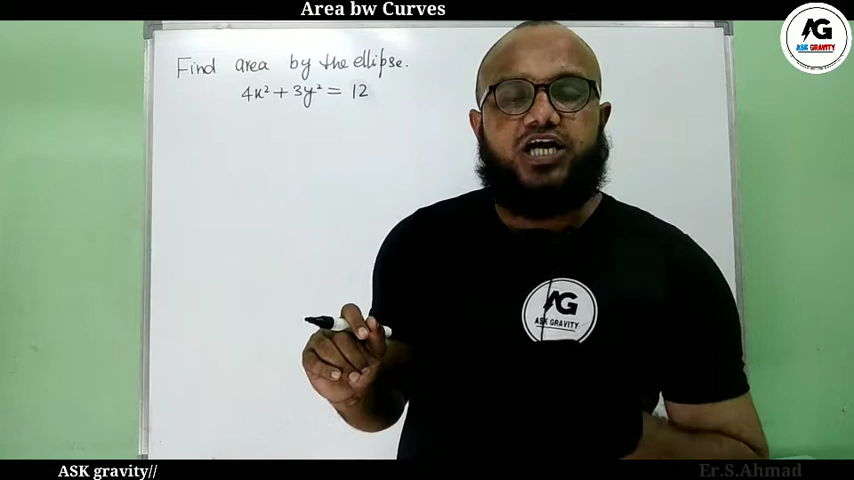 Area bw Curves
AG
ASK GRAVITY
Find area by the ellipse.
4x² + 3y² = 12
AG
ASK GRAVITY
ASK gravity//
Er.S.Ahmad